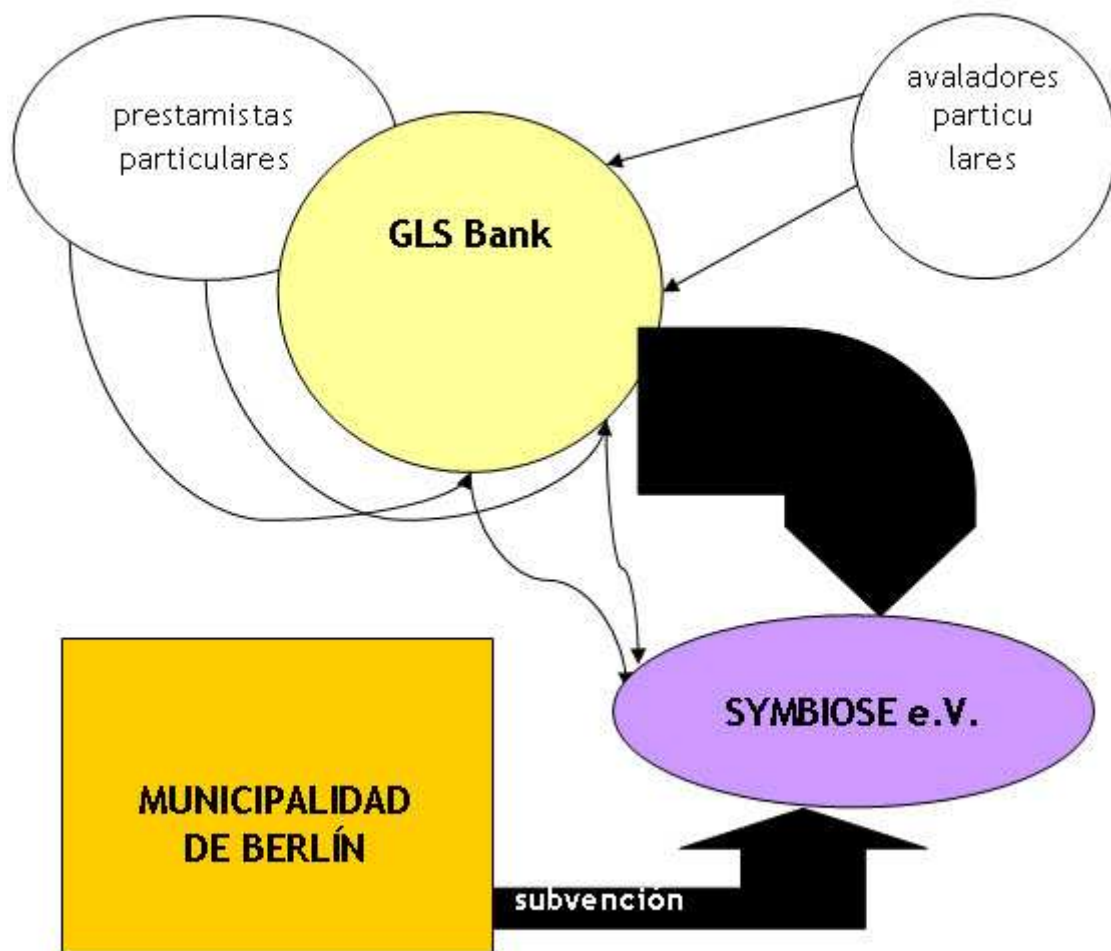 prestamistas
particulares
avaladores
particu
lares
GLS Bank
SYMBIOSE e.V.
MUNICIPALIDAD
DE BERLÍN
subvención